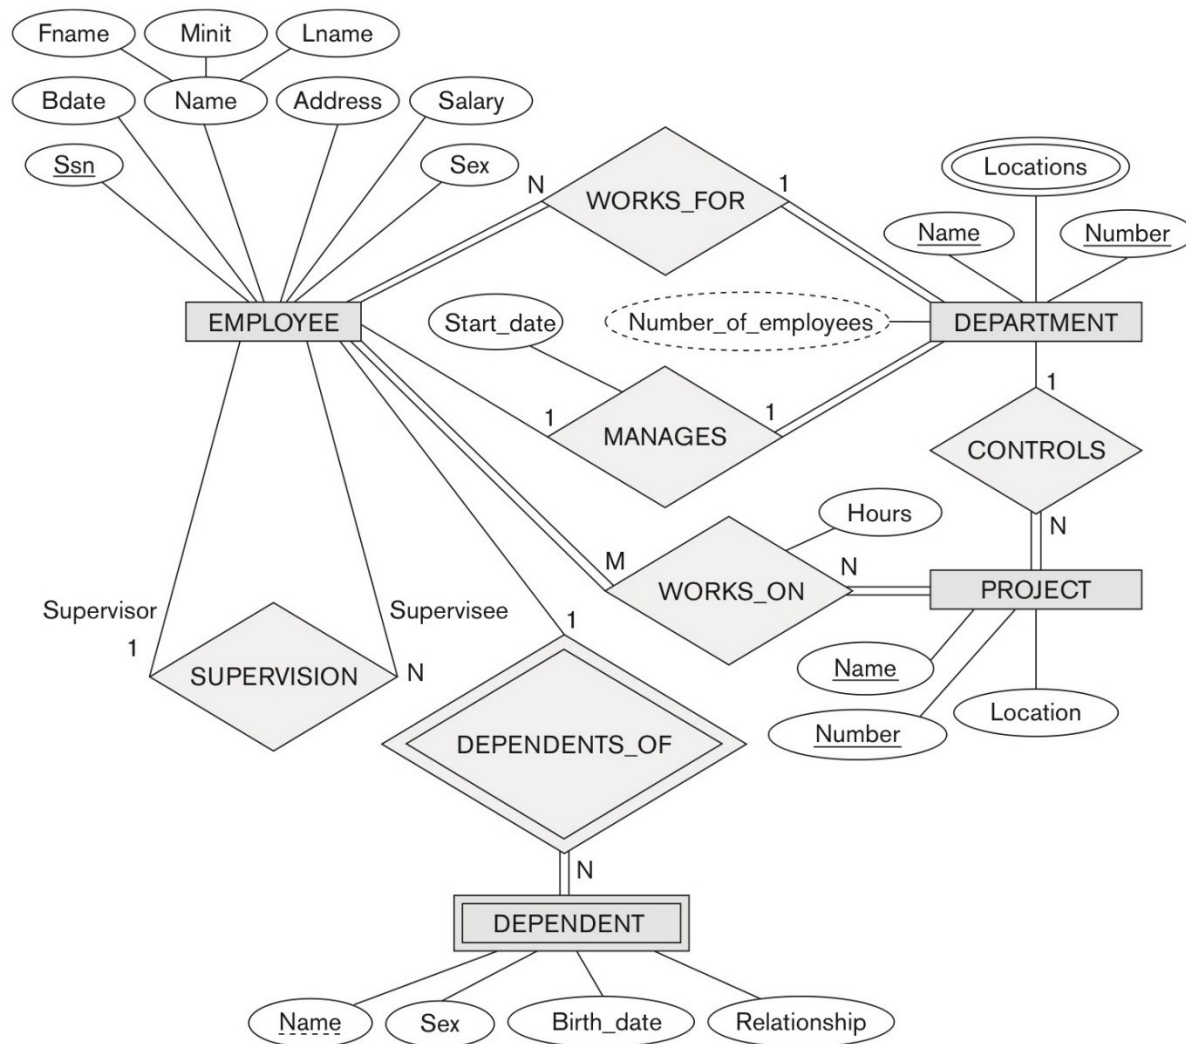 Fname
Minit
Lname
Bdate
Name
Address
Salary
Ssn
Sex
N
WORKS_FOR
1
Locations
Name
Number
EMPLOYEE
Start_date
Number_of_employees
DEPARTMENT
1
MANAGES
1
1
CONTROLS
N
Hours
M
WORKS_ON
N
PROJECT
Supervisor
1
Supervisee
N
SUPERVISION
1
Name
Number
Location
DEPENDENTS_OF
N
DEPENDENT
Name
Sex
Birth_date
Relationship